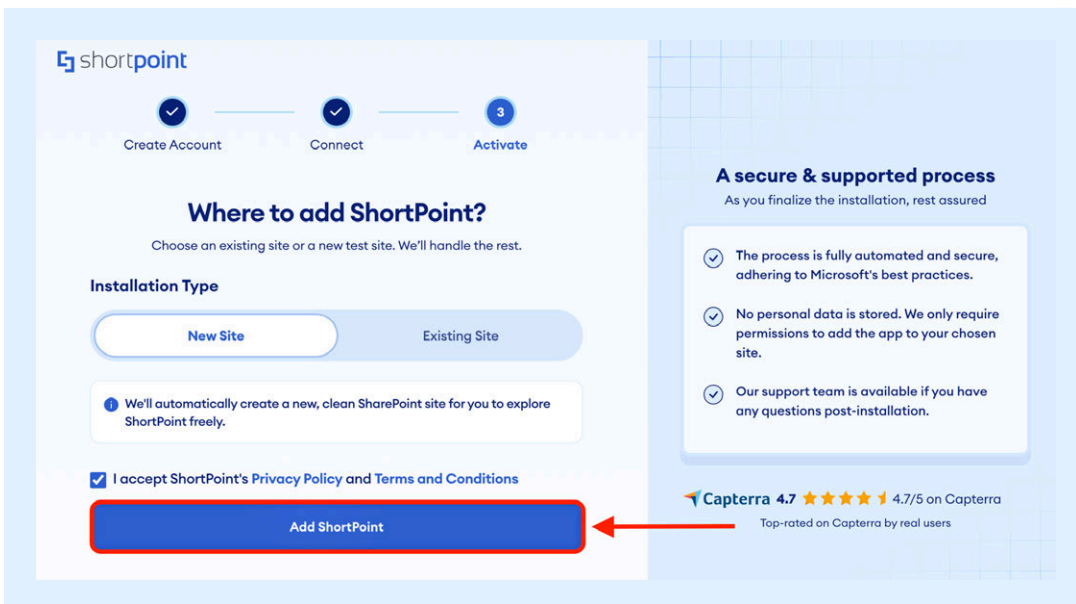 shortpoint
3
Create Account
Connect
Activate
Where to add ShortPoint?
Choose an existing site or a new test site. We'll handle the rest.
Installation Type
New Site
Existing Site
We'll automatically create a new, clean SharePoint site for you to explore
ShortPoint freely.
I accept ShortPoint's Privacy Policy and Terms and Conditions
Add ShortPoint
A secure & supported process
As you finalize the installation, rest assured
The process is fully automated and secure,
adhering to Microsoft's best practices.
No personal data is stored. We only require
permissions to add the app to your chosen
site.
Our support team is available if you have
any questions post-installation.
Capterra 4.7 4.7/5 on Capterra
Top-rated on Capterra by real users